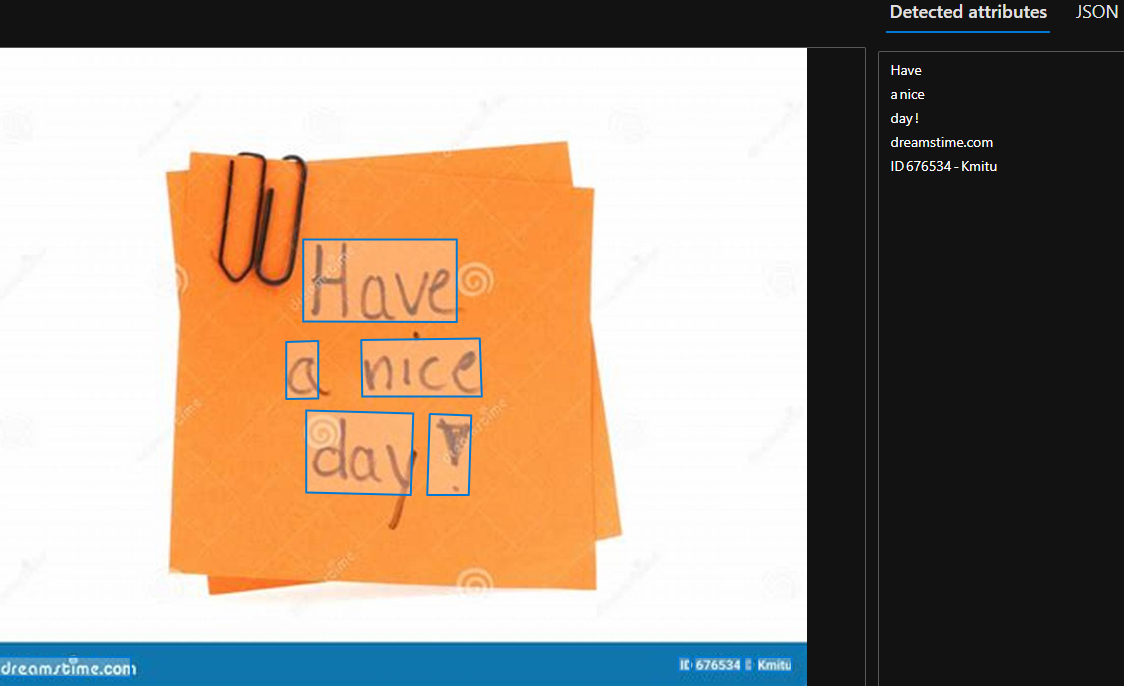 Detected attributes JSON
Have
a nice
day!
dreamstime.com
ID 676534 - Kmitu
Have
a nice
day !
dreamstime.com
ID 676534 Kmitu